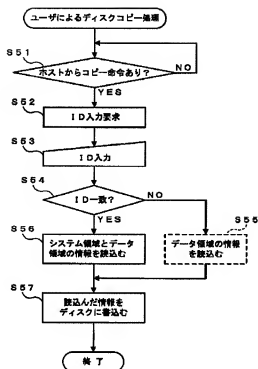 ユーザによるディスクコピー処理
S51
ホストからコピー命令あり？
NO
YES
S52
ID入力要求
S53
ID入力
S54
ID一致？
NO
YES
S55
データ領域の情報
を読込む
S56
システム領域とデータ
領域の情報を読込む
S57
読込んだ情報を
ディスクに書込む
終了